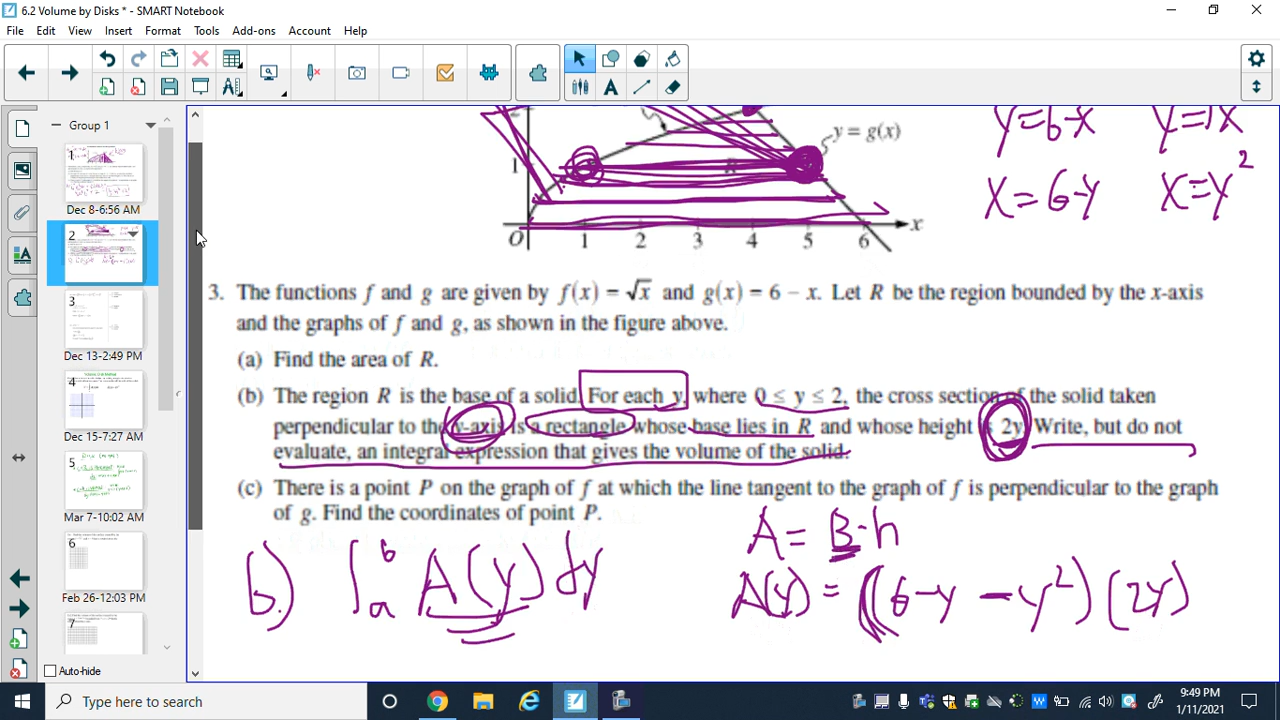 6.2 Volume by Disks * - SMART Notebook
File Edit View Insert Format Tools Add-ons Account Help
Group 1
1
Dec 8-6:56 AM
2
3
Dec 13-2:49 PM
4
Dec 15-7:27 AM
5
Mar 7-10:02 AM
6
Feb 26-12:03 PM
7
Auto-hide
2
1
y = g(x)
R
O 1 2 3 4 5 6 x
y=6-x y=√x
x=6-y x=y²
3. The functions f and g are given by f(x) = √x and g(x) = 6 − x. Let R be the region bounded by the x-axis
and the graphs of f and g, as shown in the figure above.
(a) Find the area of R.
(b) The region R is the base of a solid. For each y, where 0 ≤ y ≤ 2, the cross section of the solid taken
perpendicular to the y-axis is a rectangle whose base lies in R and whose height is 2y. Write, but do not
evaluate, an integral expression that gives the volume of the solid.
(c) There is a point P on the graph of f at which the line tangent to the graph of f is perpendicular to the graph
of g. Find the coordinates of point P.
A = B·h
b.) ∫ₐᵇ A(y) dy A(y) = ((6-y - y²)(2y)
Type here to search
9:49 PM
1/11/2021